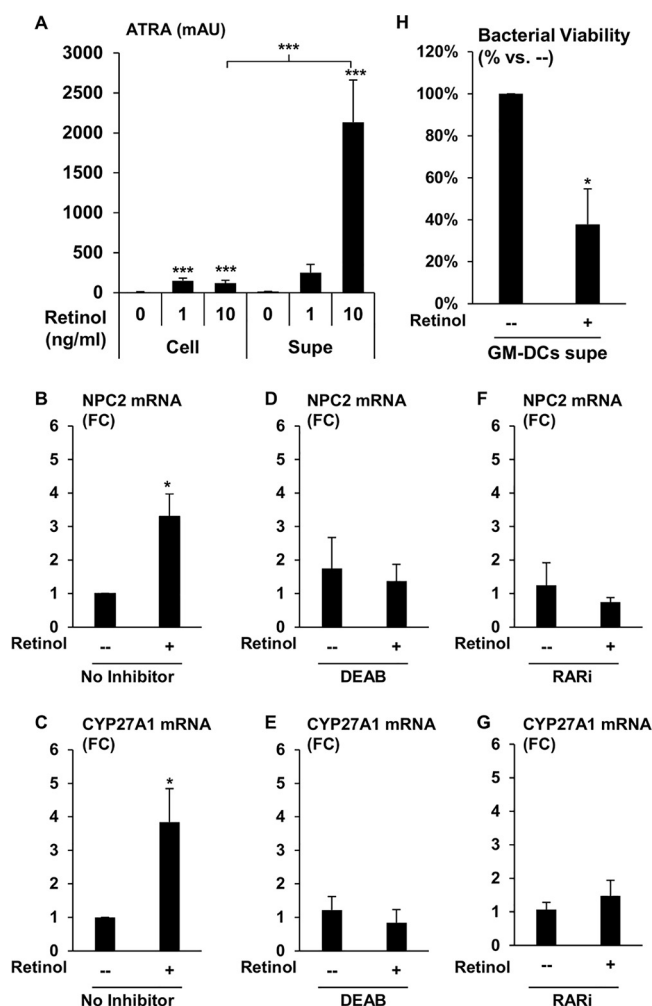 A
ATRA (mAU)
***
***
3000
2500
2000
1500
1000
500
0
*** ***
Retinol 0 1 10 0 1 10
(ng/ml) Cell Supe
H
Bacterial Viability
(% vs. --)
120%
100%
80%
60%
40%
20%
0%
*
Retinol -- +
GM-DCs supe
B
NPC2 mRNA
(FC)
6
5
4
3
2
1
0
*
Retinol -- +
No Inhibitor
D
NPC2 mRNA
(FC)
6
5
4
3
2
1
0
Retinol -- +
DEAB
F
NPC2 mRNA
(FC)
6
5
4
3
2
1
0
Retinol -- +
RARi
C
CYP27A1 mRNA
(FC)
6
5
4
3
2
1
0
*
Retinol -- +
No Inhibitor
E
CYP27A1 mRNA
(FC)
6
5
4
3
2
1
0
Retinol -- +
DEAB
G
CYP27A1 mRNA
(FC)
6
5
4
3
2
1
0
Retinol -- +
RARi